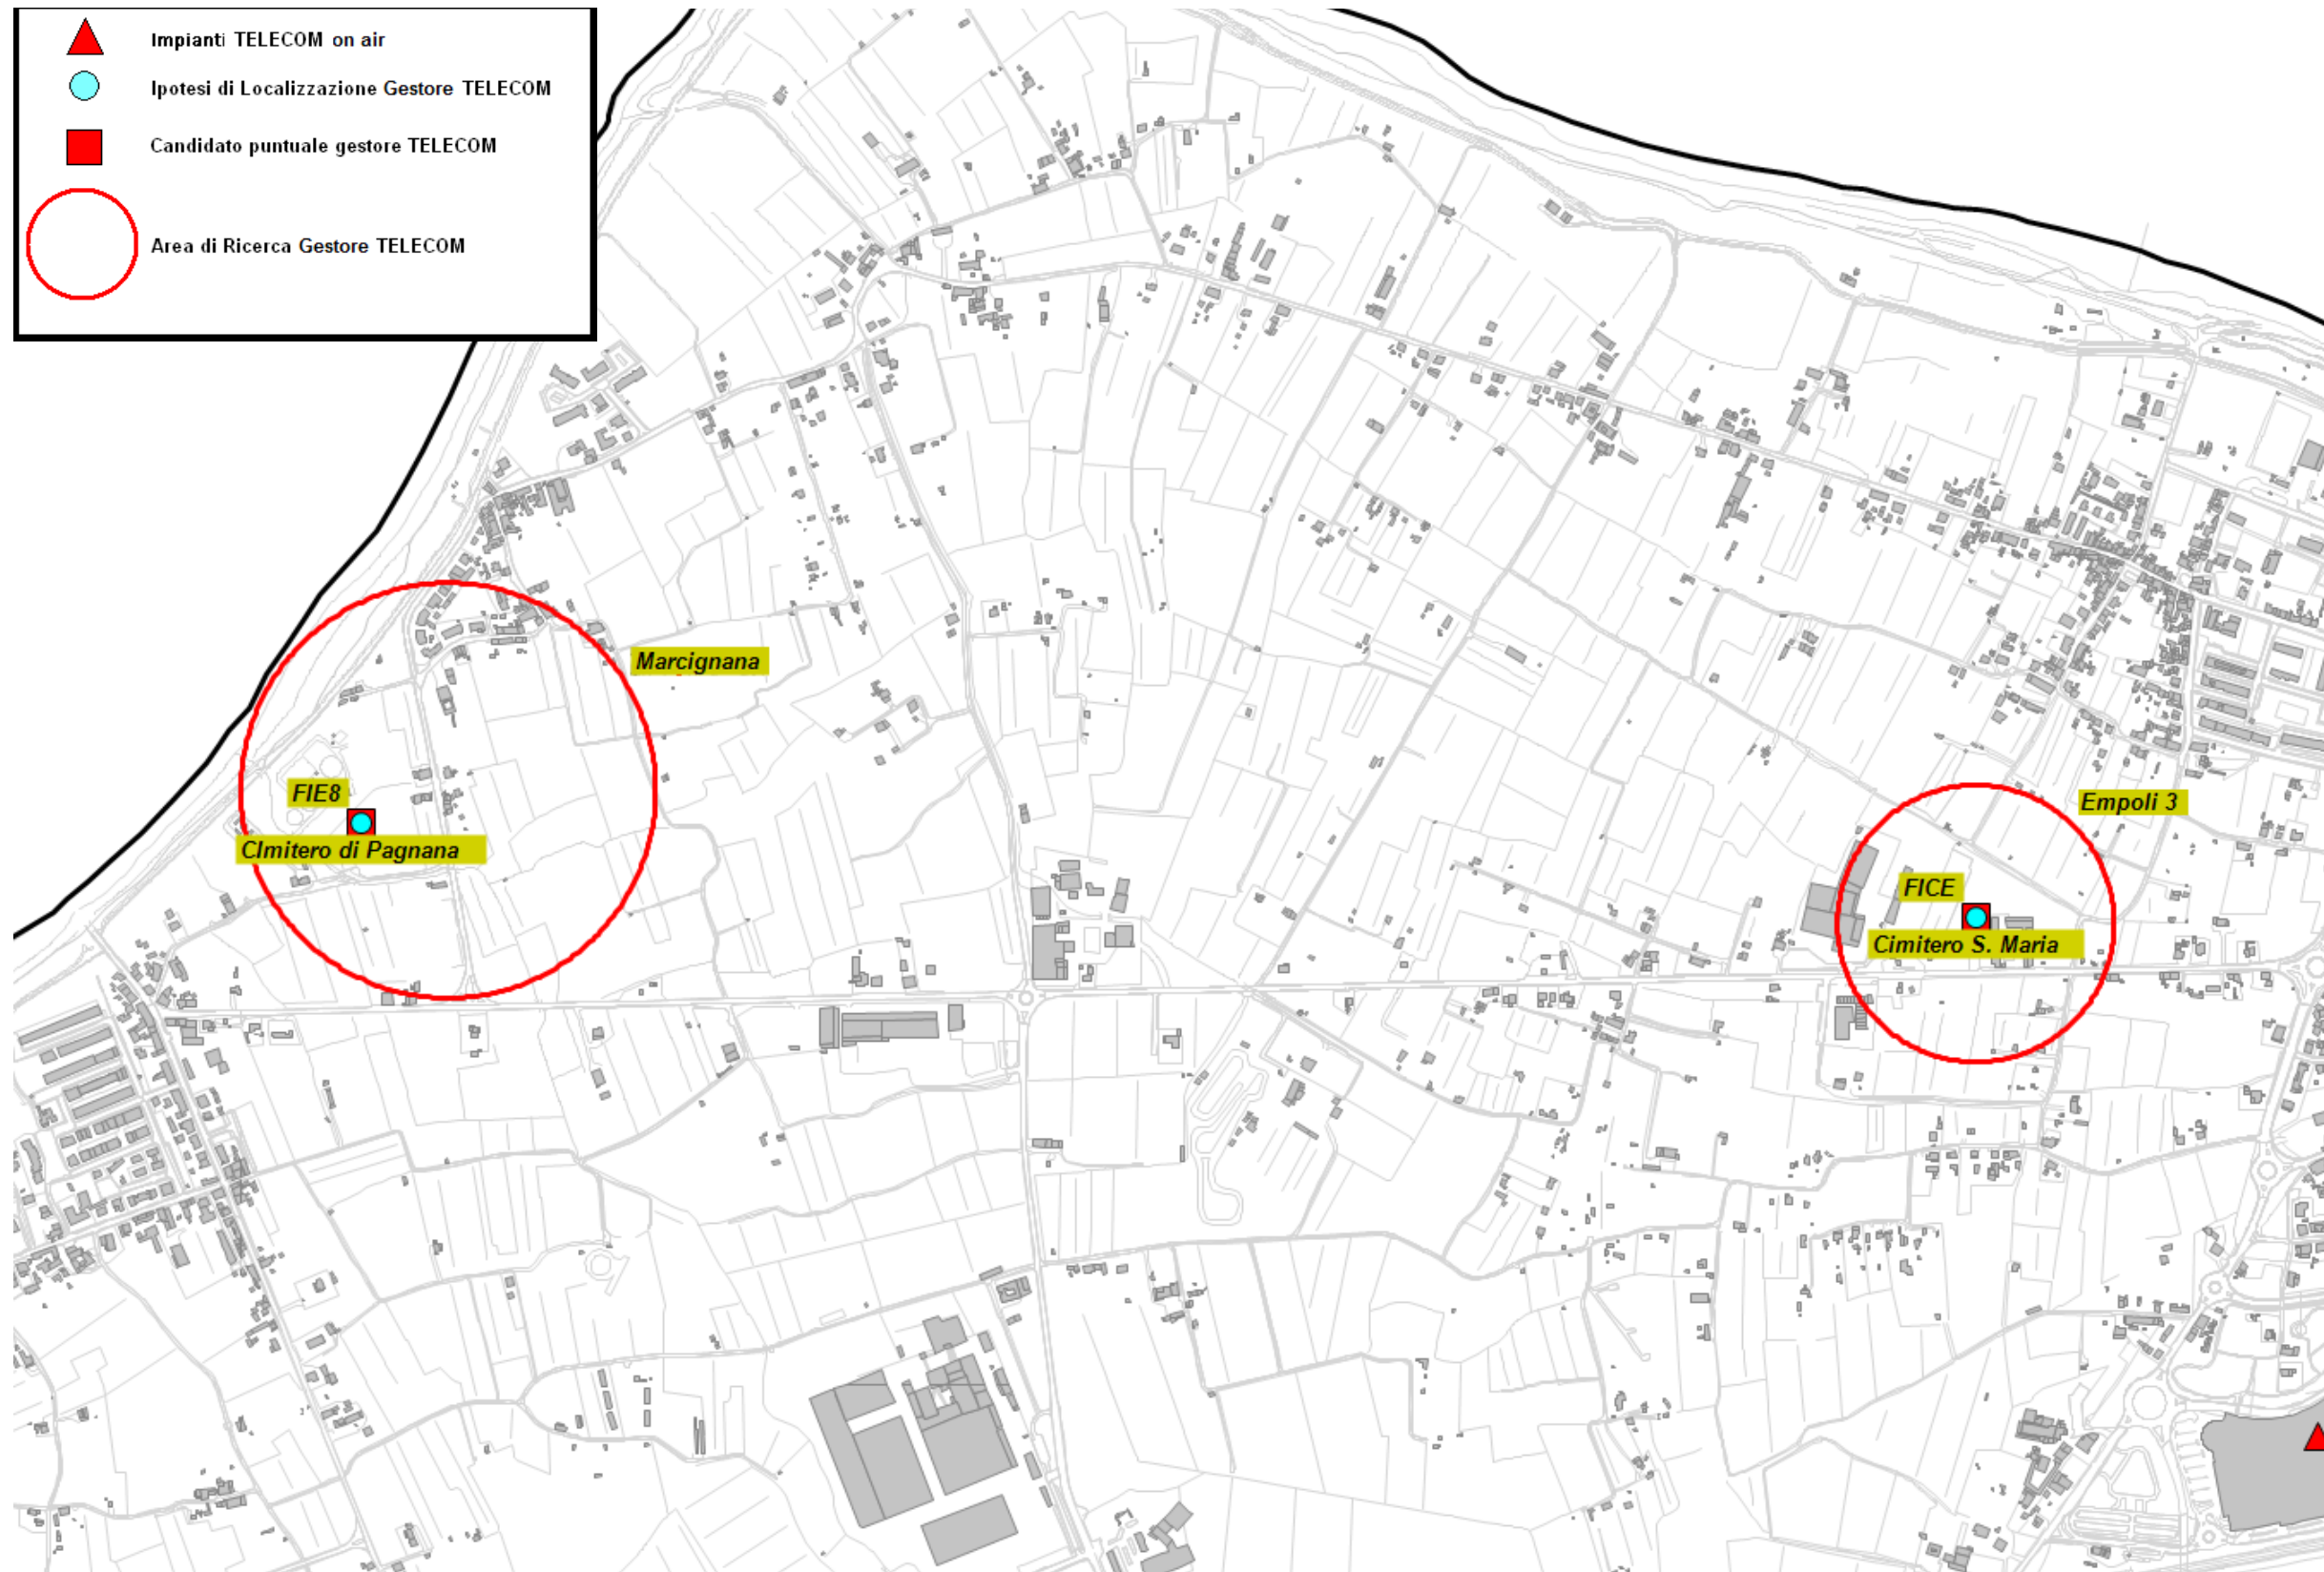 Impianti TELECOM on air
Ipotesi di Localizzazione Gestore TELECOM
Candidato puntuale gestore TELECOM
Area di Ricerca Gestore TELECOM
Marcignana
FIE8
CImitero di Pagnana
Empoli 3
FICE
Cimitero S. Maria